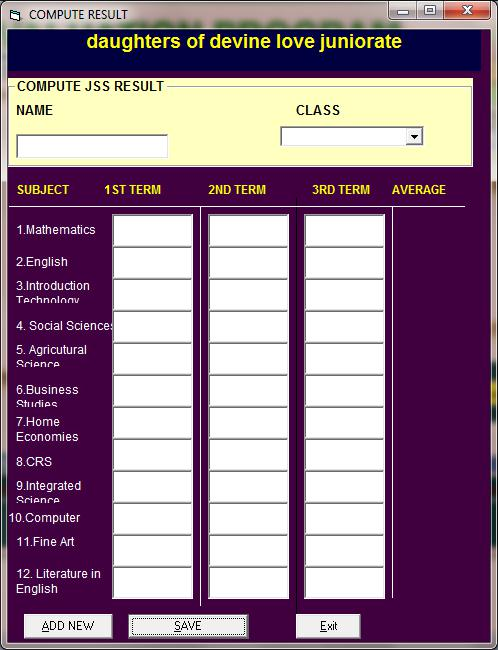 COMPUTE RESULT
daughters of devine love juniorate
COMPUTE JSS RESULT
NAME
CLASS
SUBJECT 1ST TERM 2ND TERM 3RD TERM AVERAGE
1.Mathematics
2.English
3.Introduction
Technology
4. Social Sciences
5. Agricutural
Science
6.Business
Studies
7.Home
Economies
8.CRS
9.Integrated
Science
10.Computer
11.Fine Art
12. Literature in
English
ADD NEW SAVE Exit